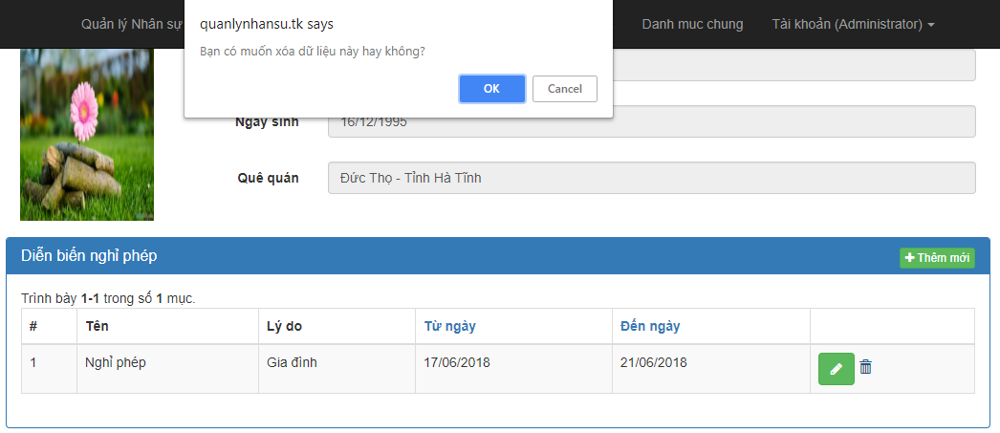 Quản lý Nhân sự
quanlynhansu.tk says
Danh muc chung
Tài khoản (Administrator)
Bạn có muốn xóa dữ liệu này hay không?
OK
Cancel
Ngày sinh
16/12/1995
Quê quán
Đức Thọ - Tỉnh Hà Tĩnh
Diễn biến nghỉ phép
Thêm mới
Trình bày 1-1 trong số 1 mục.
# Tên Lý do Từ ngày Đến ngày
1 Nghỉ phép Gia đình 17/06/2018 21/06/2018